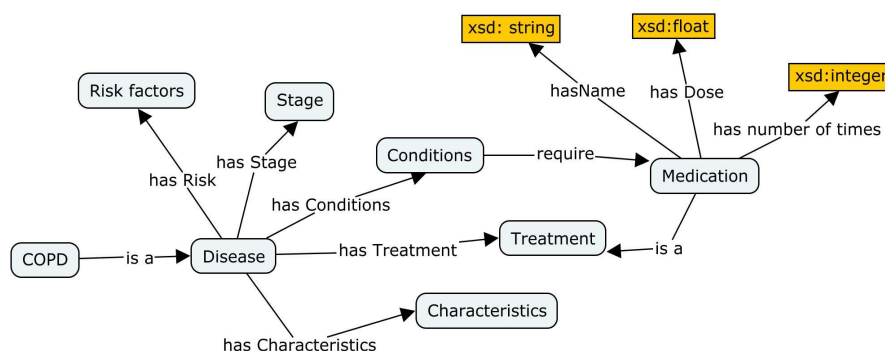 xsd: string
xsd:float
xsd:integer
hasName
has Dose
has number of times
Risk factors
Stage
has Risk
has Stage
Conditions
require
Medication
has Conditions
COPD
is a
Disease
has Treatment
Treatment
is a
Characteristics
has Characteristics